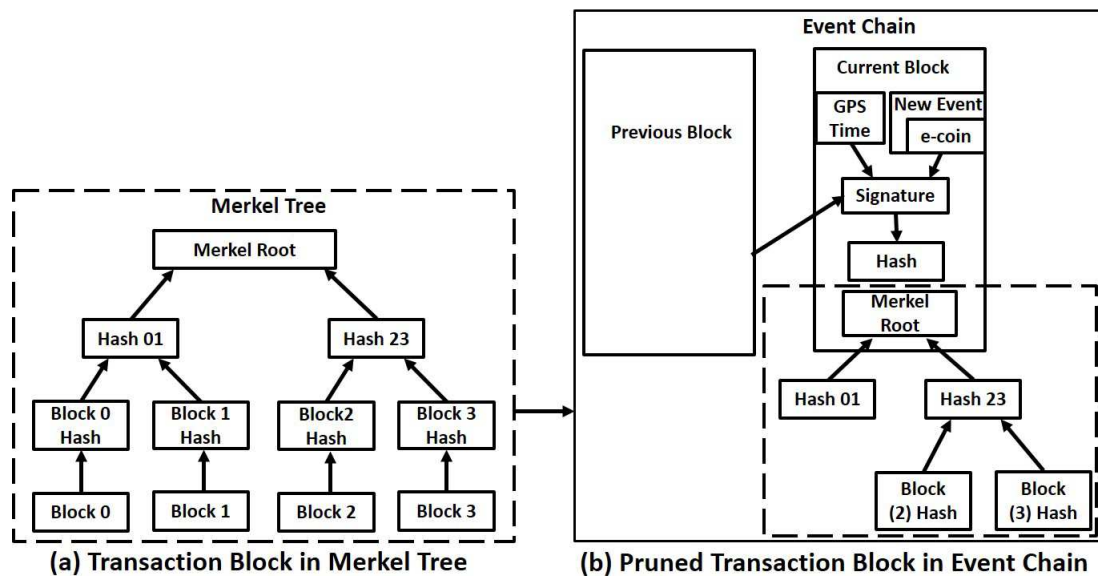 Merkel Tree
Merkel Root
Hash 01
Hash 23
Block 0
Hash
Block 1
Hash
Block2
Hash
Block 3
Hash
Block 0
Block 1
Block 2
Block 3
(a) Transaction Block in Merkel Tree
Event Chain
Previous Block
Current Block
GPS
Time
New Event
e-coin
Signature
Hash
Merkel
Root
Hash 01
Hash 23
Block
(2) Hash
Block
(3) Hash
(b) Pruned Transaction Block in Event Chain